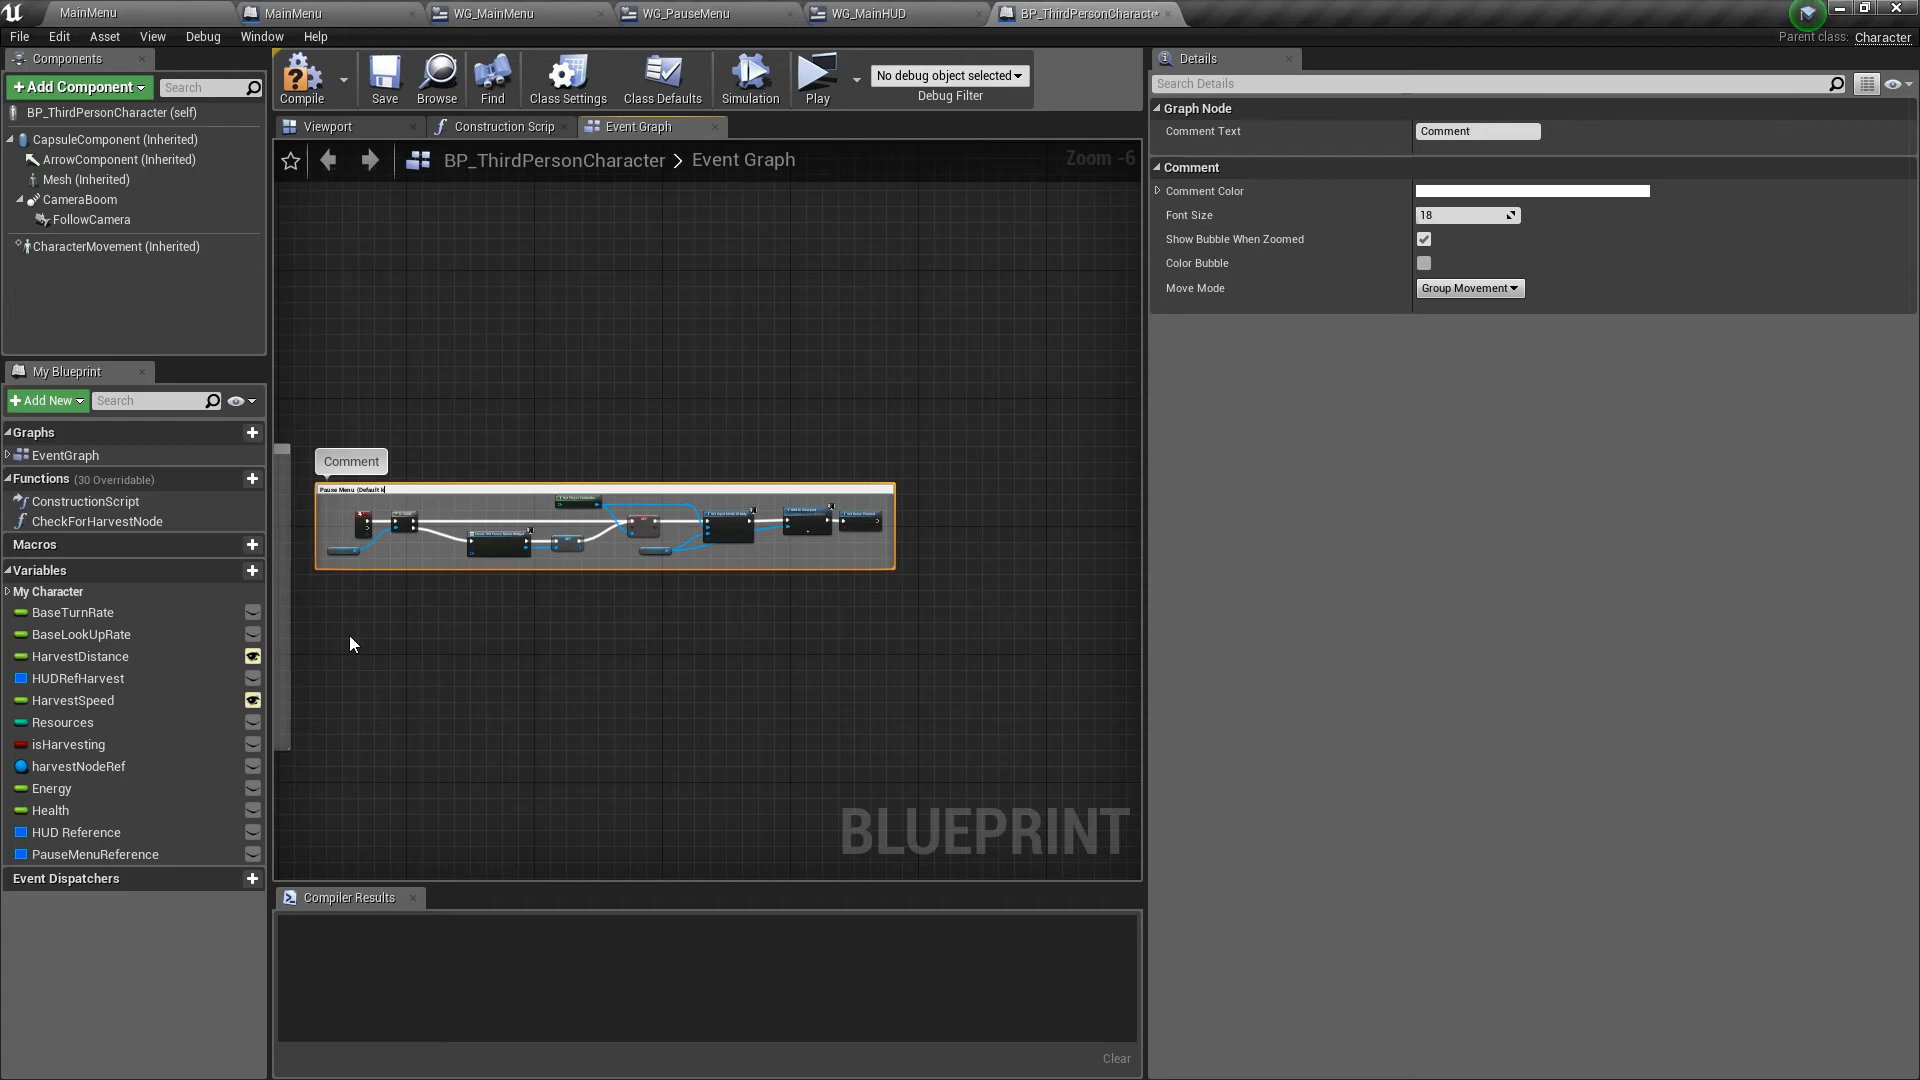 MainMenu
MainMenu
WG_MainMenu
WG_PauseMenu
WG_MainHUD
BP_ThirdPersonCharacte*
File Edit Asset View Debug Window Help
Parent class: Character
Components
+Add Component
Search
BP_ThirdPersonCharacter (self)
CapsuleComponent (Inherited)
ArrowComponent (Inherited)
Mesh (Inherited)
CameraBoom
FollowCamera
CharacterMovement (Inherited)
My Blueprint
+Add New
Search
Graphs
EventGraph
Functions (30 Overridable)
ConstructionScript
CheckForHarvestNode
Macros
Variables
My Character
BaseTurnRate
BaseLookUpRate
HarvestDistance
HUDRefHarvest
HarvestSpeed
Resources
isHarvesting
harvestNodeRef
Energy
Health
HUD Reference
PauseMenuReference
Event Dispatchers
Compile
Save
Browse
Find
Class Settings
Class Defaults
Simulation
Play
No debug object selected
Debug Filter
Viewport
Construction Scrip
Event Graph
BP_ThirdPersonCharacter > Event Graph
Zoom -6
Comment
Pause Menu (Default k
BLUEPRINT
Compiler Results
Clear
Details
Search Details
Graph Node
Comment Text
Comment
Comment
Comment Color
Font Size
18
Show Bubble When Zoomed
Color Bubble
Move Mode
Group Movement